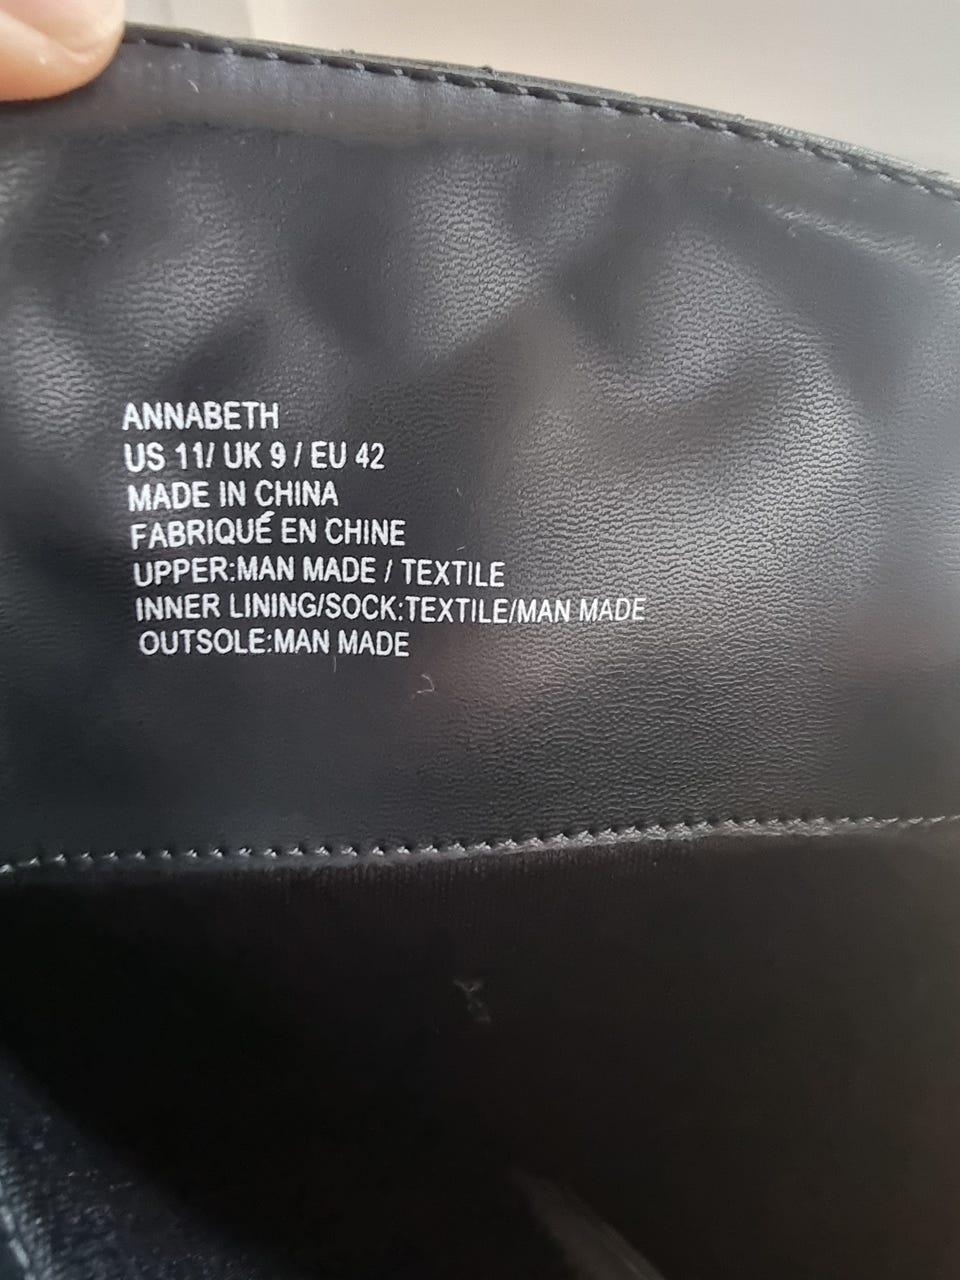 ANNABETH
US 11/ UK 9 / EU 42
MADE IN CHINA
FABRIQUÉ EN CHINE
UPPER:MAN MADE / TEXTILE
INNER LINING/SOCK:TEXTILE/MAN MADE
OUTSOLE:MAN MADE